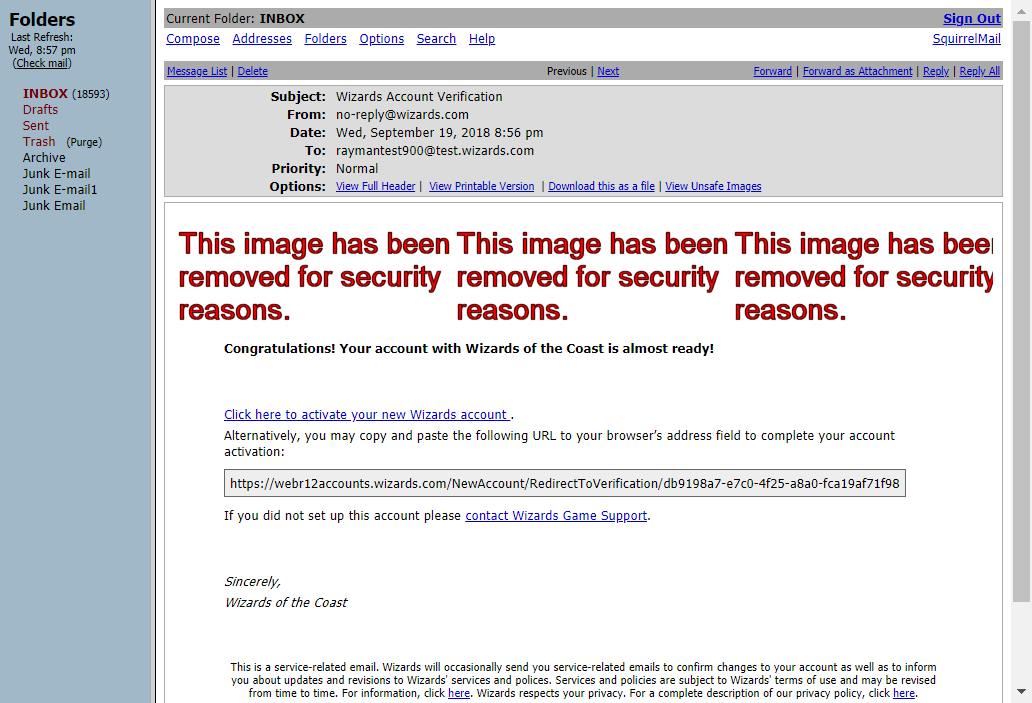 Folders
Last Refresh:
Wed, 8:57 pm
(Check mail)
INBOX (18593)
Drafts
Sent
Trash (Purge)
Archive
Junk E-mail
Junk E-mail1
Junk Email
Current Folder: INBOX Sign Out
Compose Addresses Folders Options Search Help SquirrelMail
Message List | Delete Previous | Next Forward | Forward as Attachment | Reply | Reply All
Subject: Wizards Account Verification
From: no-reply@wizards.com
Date: Wed, September 19, 2018 8:56 pm
To: raymantest900@test.wizards.com
Priority: Normal
Options: View Full Header | View Printable Version | Download this as a file | View Unsafe Images
This image has been This image has been This image has been
removed for security removed for security removed for security
reasons. reasons. reasons.
Congratulations! Your account with Wizards of the Coast is almost ready!
Click here to activate your new Wizards account .
Alternatively, you may copy and paste the following URL to your browser's address field to complete your account
activation:
https://webr12accounts.wizards.com/NewAccount/RedirectToVerification/db9198a7-e7c0-4f25-a8a0-fca19af71f98
If you did not set up this account please contact Wizards Game Support.
Sincerely,
Wizards of the Coast
This is a service-related email. Wizards will occasionally send you service-related emails to confirm changes to your account as well as to inform
you about updates and revisions to Wizards' services and polices. Services and policies are subject to Wizards' terms of use and may be revised
from time to time. For information, click here. Wizards respects your privacy. For a complete description of our privacy policy, click here.